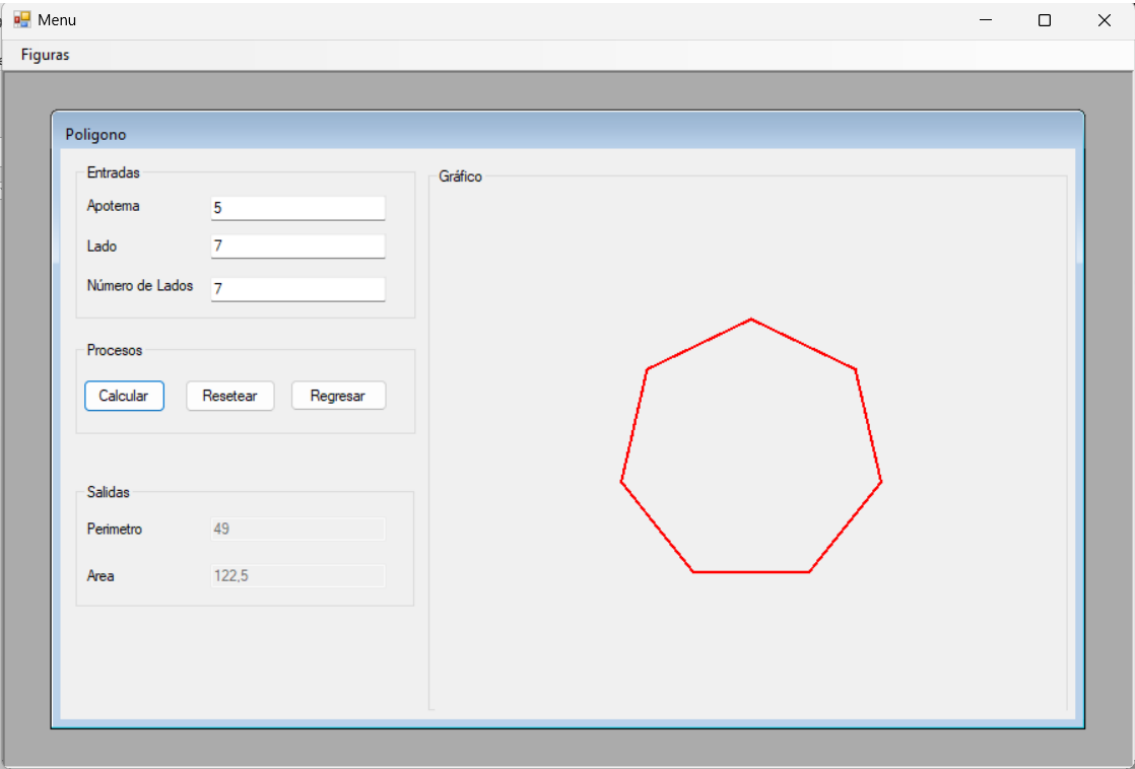 Menu
Figuras
Poligono
Entradas
Apotema 5
Lado 7
Número de Lados 7
Procesos
Calcular Resetear Regresar
Salidas
Perimetro 49
Area 122,5
Gráfico